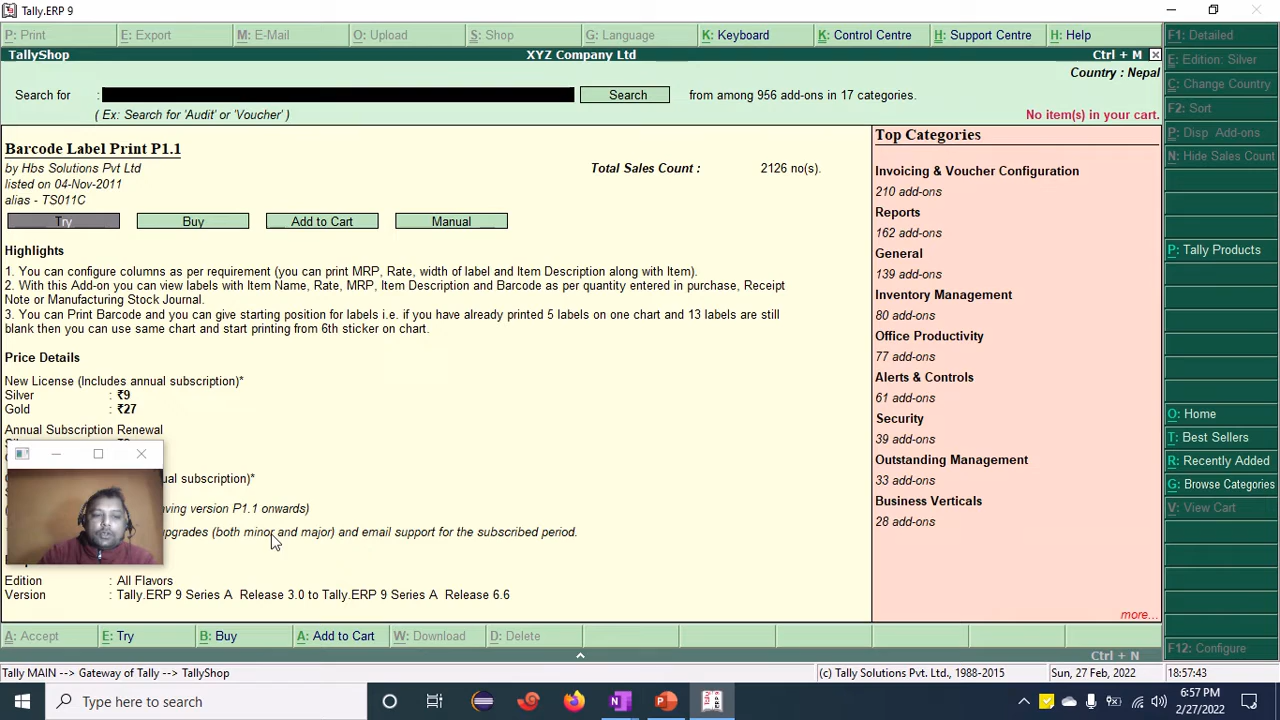 Tally.ERP 9
P: Print E: Export M: E-Mail O: Upload S: Shop G: Language K: Keyboard K: Control Centre H: Support Centre H: Help
TallyShop XYZ Company Ltd Ctrl + M
Country : Nepal
Search for : Search from among 956 add-ons in 17 categories.
( Ex: Search for 'Audit' or 'Voucher' ) No item(s) in your cart.
Barcode Label Print P1.1
by Hbs Solutions Pvt Ltd Total Sales Count : 2126 no(s).
listed on 04-Nov-2011
alias - TS011C
Try Buy Add to Cart Manual
Highlights
1. You can configure columns as per requirement (you can print MRP, Rate, width of label and Item Description along with Item).
2. With this Add-on you can view labels with Item Name, Rate, MRP, Item Description and Barcode as per quantity entered in purchase, Receipt
Note or Manufacturing Stock Journal.
3. You can Print Barcode and you can give starting position for labels i.e. if you have already printed 5 labels on one chart and 13 labels are still
blank then you can use same chart and start printing from 6th sticker on chart.
Price Details
New License (Includes annual subscription)*
Silver : ₹9
Gold : ₹27
Annual Subscription Renewal
ual subscription)*
ving version P1.1 onwards)
upgrades (both minor and major) and email support for the subscribed period.
Edition : All Flavors
Version : Tally.ERP 9 Series A Release 3.0 to Tally.ERP 9 Series A Release 6.6
Top Categories
Invoicing & Voucher Configuration
210 add-ons
Reports
162 add-ons
General
139 add-ons
Inventory Management
80 add-ons
Office Productivity
77 add-ons
Alerts & Controls
61 add-ons
Security
39 add-ons
Outstanding Management
33 add-ons
Business Verticals
28 add-ons
more...
F1: Detailed
E: Edition: Silver
C: Change Country
F2: Sort
P: Disp Add-ons
N: Hide Sales Count
P: Tally Products
O: Home
T: Best Sellers
R: Recently Added
G: Browse Categories
V: View Cart
F12: Configure
A: Accept E: Try B: Buy A: Add to Cart W: Download D: Delete
Ctrl + N
Tally MAIN --> Gateway of Tally --> TallyShop (c) Tally Solutions Pvt. Ltd., 1988-2015 Sun, 27 Feb, 2022 18:57:43
Type here to search
6:57 PM
2/27/2022